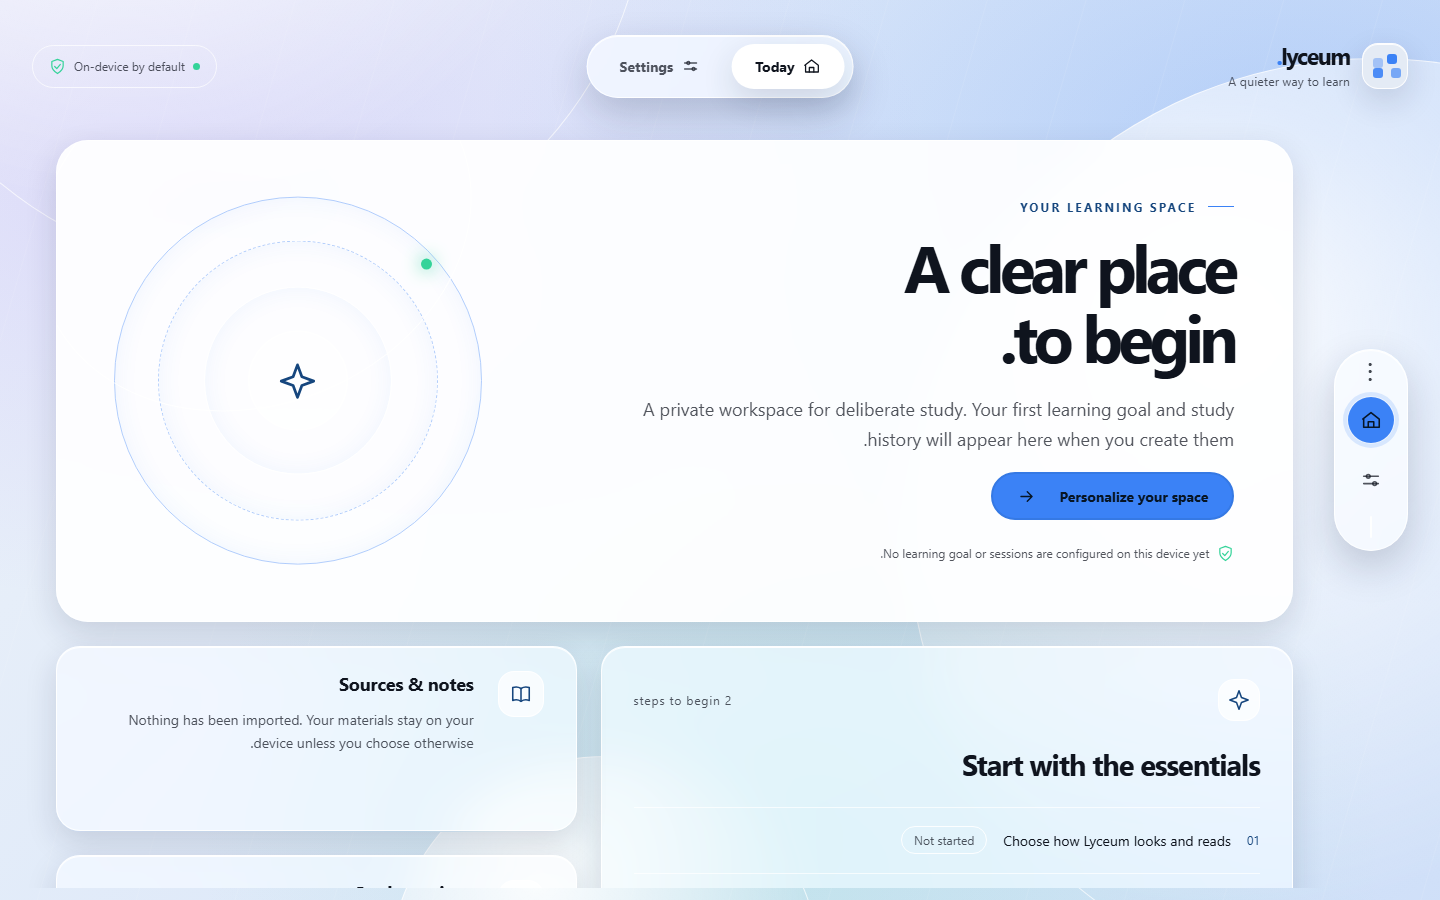 .lyceum
A quieter way to learn
Today
Settings
On-device by default
YOUR LEARNING SPACE
A clear place
.to begin
A private workspace for deliberate study. Your first learning goal and study
.history will appear here when you create them
Personalize your space
.No learning goal or sessions are configured on this device yet
steps to begin 2
Start with the essentials
01 Choose how Lyceum looks and reads Not started
Sources & notes
Nothing has been imported. Your materials stay on your
.device unless you choose otherwise